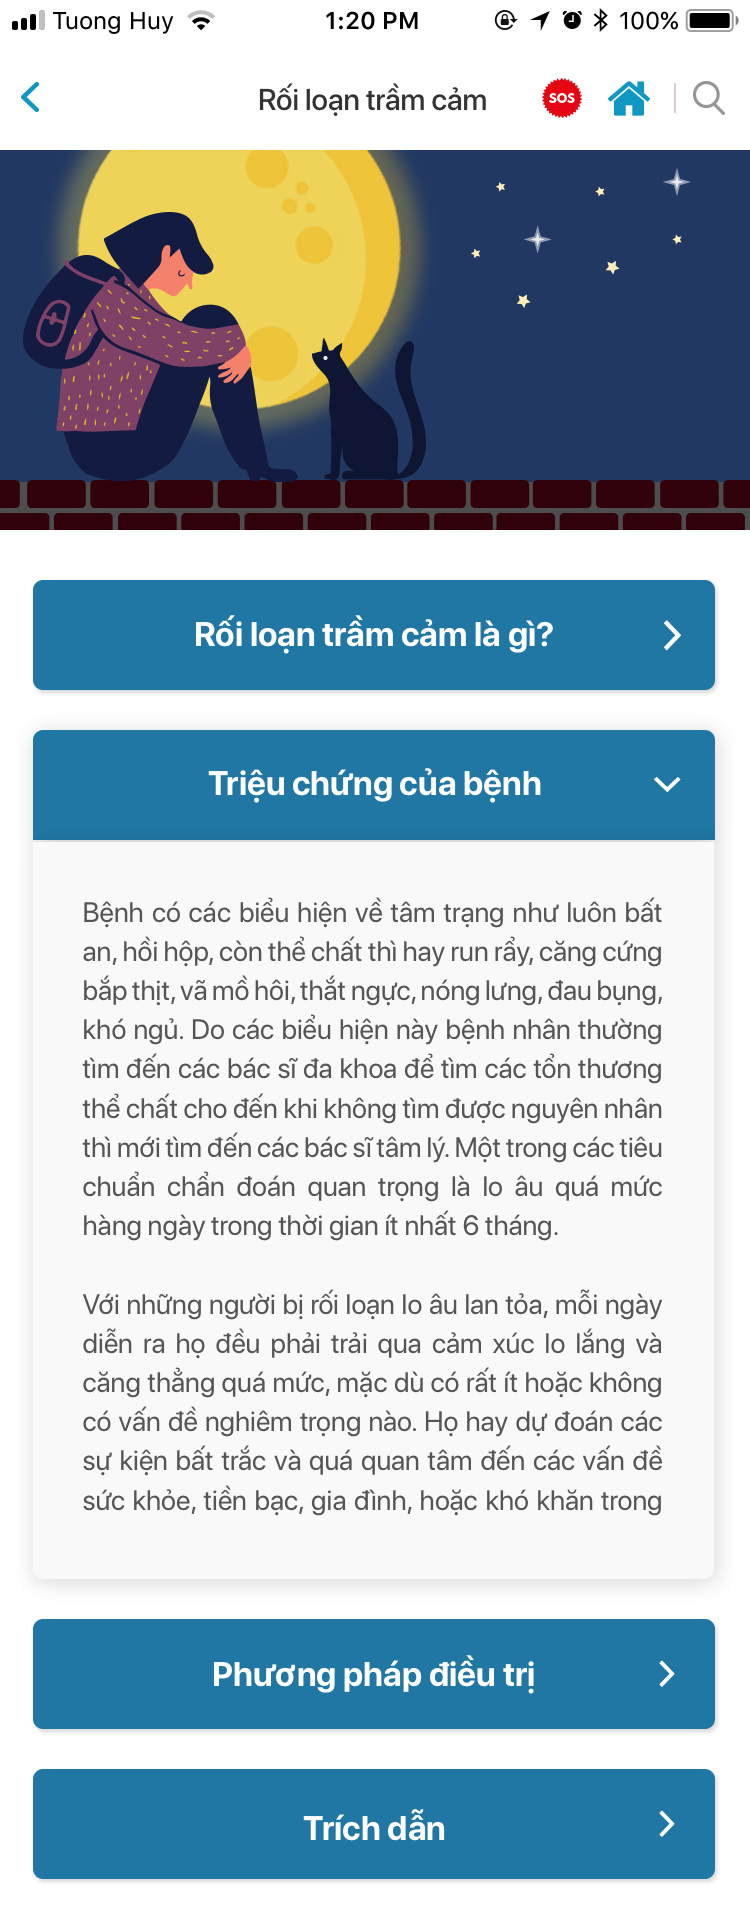 Tuong Huy
1:20 PM
100%
Rối loạn trầm cảm
SOS
Rối loạn trầm cảm là gì?
Triệu chứng của bệnh
Bệnh có các biểu hiện về tâm trạng như luôn bất
an, hồi hộp, còn thể chất thì hay run rẩy, căng cứng
bắp thịt, vã mồ hôi, thắt ngực, nóng lưng, đau bụng,
khó ngủ. Do các biểu hiện này bệnh nhân thường
tìm đến các bác sĩ đa khoa để tìm các tổn thương
thể chất cho đến khi không tìm được nguyên nhân
thì mới tìm đến các bác sĩ tâm lý. Một trong các tiêu
chuẩn chẩn đoán quan trọng là lo âu quá mức
hàng ngày trong thời gian ít nhất 6 tháng.
Với những người bị rối loạn lo âu lan tỏa, mỗi ngày
diễn ra họ đều phải trải qua cảm xúc lo lắng và
căng thẳng quá mức, mặc dù có rất ít hoặc không
có vấn đề nghiêm trọng nào. Họ hay dự đoán các
sự kiện bất trắc và quá quan tâm đến các vấn đề
sức khỏe, tiền bạc, gia đình, hoặc khó khăn trong
Phương pháp điều trị
Trích dẫn